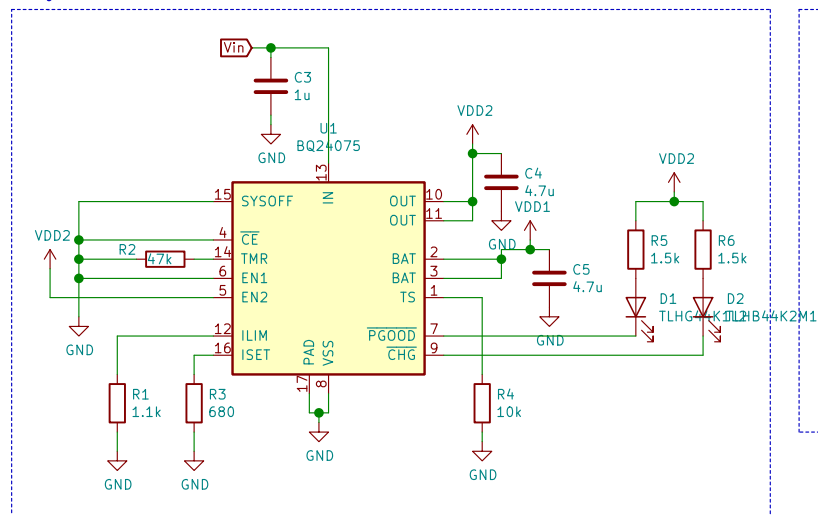 Vin
C3
1u
GND
U1
BQ24075
13
IN
VDD2
C4
4.7u
VDD1
GND
VDD2
15
SYSOFF
OUT
10
OUT
11
4
CE
VDD2
R2
47k
14
TMR
BAT
2
6
EN1
BAT
3
5
EN2
TS
1
C5
4.7u
GND
R5
1.5k
R6
1.5k
D1
TLHG44K1L2
D2
TLHB44K2M1
GND
12
ILIM
PGOOD
7
16
ISET
CHG
9
PAD
VSS
17
8
R1
1.1k
R3
680
R4
10k
GND
GND
GND
GND